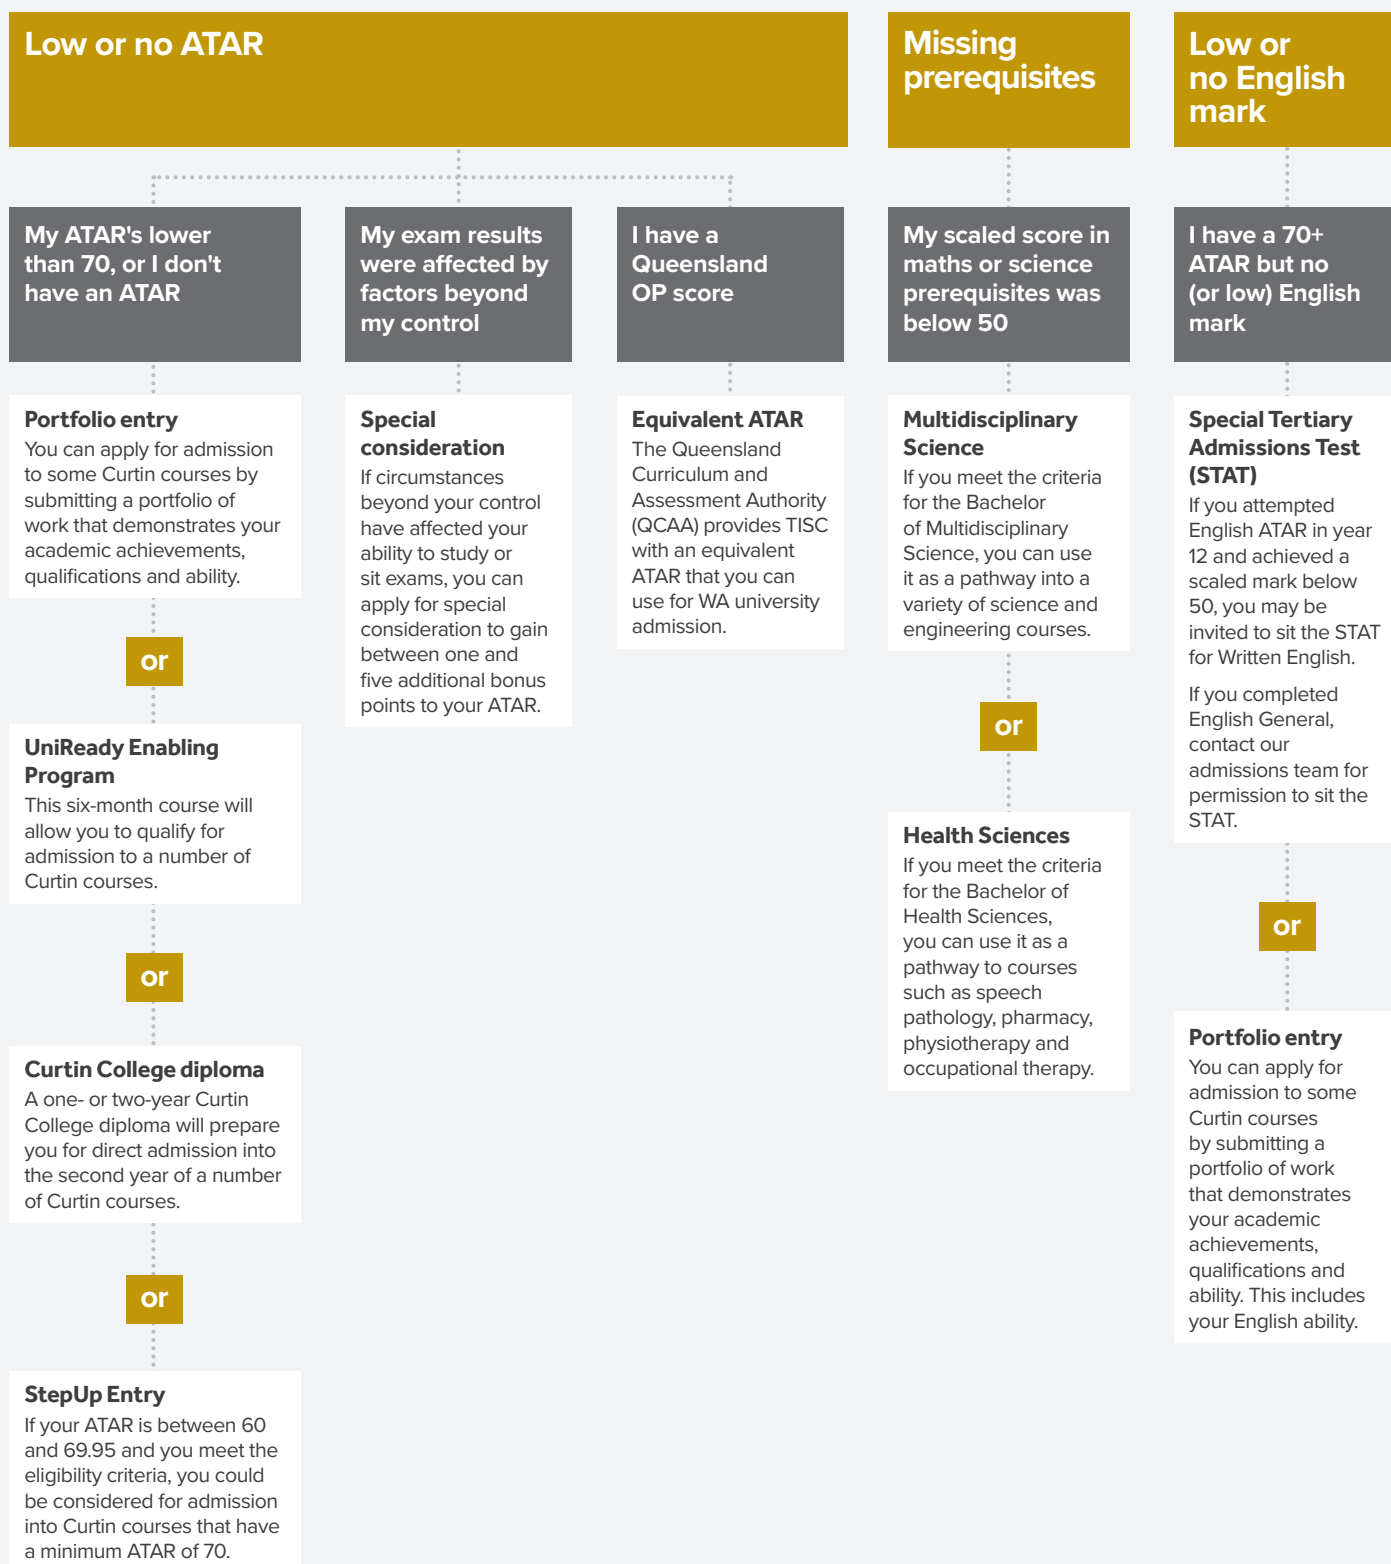 Low or no ATAR
Missing
prerequisites
Low or
no English
mark
My ATAR's lower
than 70, or I don't
have an ATAR
My exam results
were affected by
factors beyond
my control
I have a
Queensland
OP score
My scaled score in
maths or science
prerequisites was
below 50
I have a 70+
ATAR but no
(or low) English
mark
Portfolio entry
You can apply for admission
to some Curtin courses by
submitting a portfolio of
work that demonstrates your
academic achievements,
qualifications and ability.
or
UniReady Enabling
Program
This six-month course will
allow you to qualify for
admission to a number of
Curtin courses.
or
Curtin College diploma
A one- or two-year Curtin
College diploma will prepare
you for direct admission into
the second year of a number
of Curtin courses.
or
StepUp Entry
If your ATAR is between 60
and 69.95 and you meet the
eligibility criteria, you could
be considered for admission
into Curtin courses that have
a minimum ATAR of 70.
Special
consideration
If circumstances
beyond your control
have affected your
ability to study or
sit exams, you can
apply for special
consideration to gain
between one and
five additional bonus
points to your ATAR.
Equivalent ATAR
The Queensland
Curriculum and
Assessment Authority
(QCAA) provides TISC
with an equivalent
ATAR that you can
use for WA university
admission.
Multidisciplinary
Science
If you meet the criteria
for the Bachelor
of Multidisciplinary
Science, you can use
it as a pathway into a
variety of science and
engineering courses.
or
Health Sciences
If you meet the criteria
for the Bachelor of
Health Sciences,
you can use it as a
pathway to courses
such as speech
pathology, pharmacy,
physiotherapy and
occupational therapy.
Special Tertiary
Admissions Test
(STAT)
If you attempted
English ATAR in year
12 and achieved a
scaled mark below
50, you may be
invited to sit the STAT
for Written English.
If you completed
English General,
contact our
admissions team for
permission to sit the
STAT.
or
Portfolio entry
You can apply for
admission to some
Curtin courses
by submitting a
portfolio of work
that demonstrates
your academic
achievements,
qualifications and
ability. This includes
your English ability.